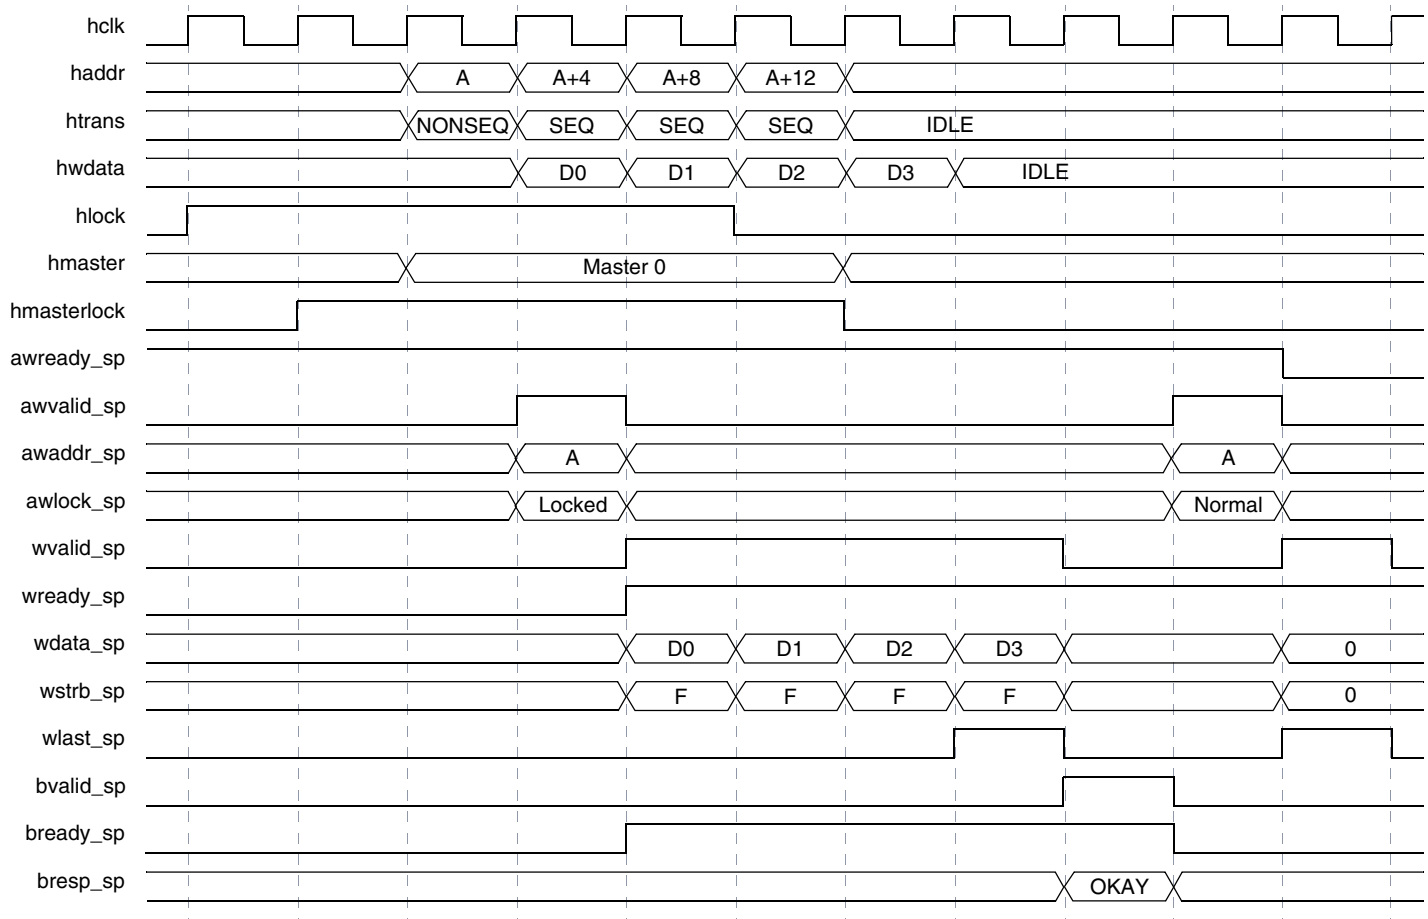 hclk
haddr A A+4 A+8 A+12
htrans NONSEQ SEQ SEQ SEQ IDLE
hwdata D0 D1 D2 D3 IDLE
hlock
hmaster Master 0
hmasterlock
awready_sp
awvalid_sp
awaddr_sp A A
awlock_sp Locked Normal
wvalid_sp
wready_sp
wdata_sp D0 D1 D2 D3 0
wstrb_sp F F F F 0
wlast_sp
bvalid_sp
bready_sp
bresp_sp OKAY